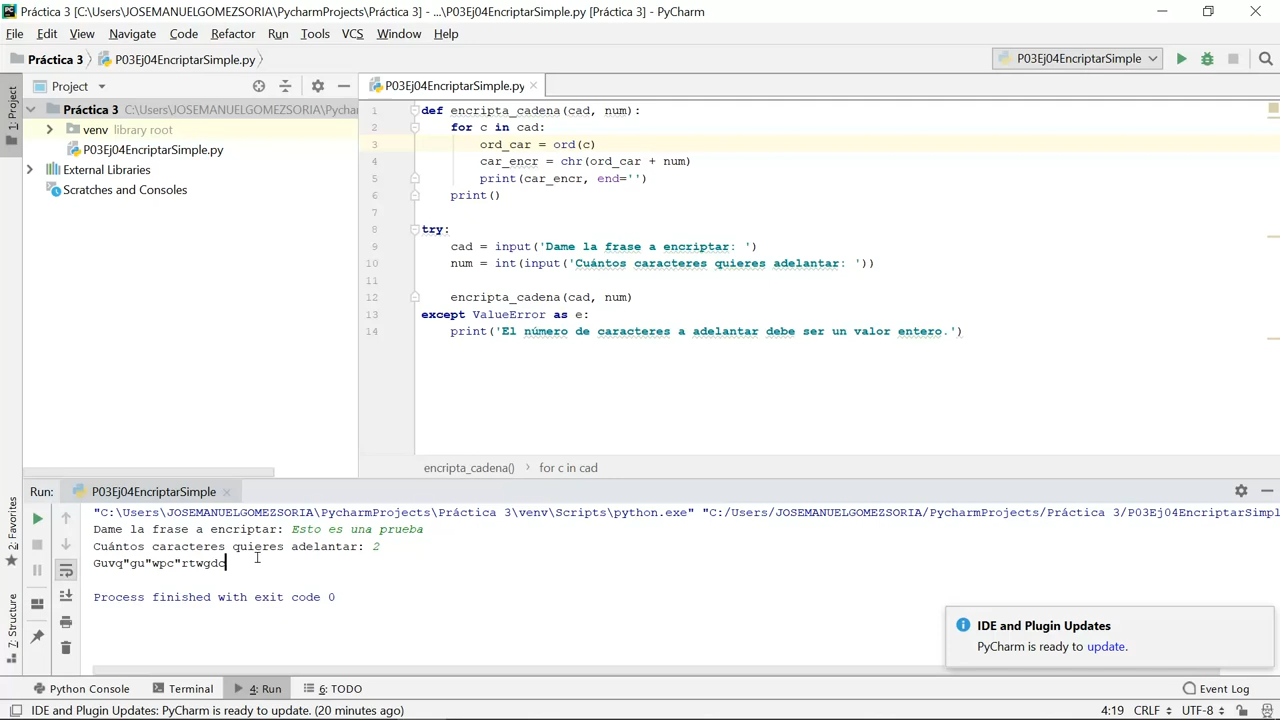 Práctica 3 [C:\Users\JOSEMANUELGOMEZSORIA\PycharmProjects\Práctica 3] - ...\P03Ej04EncriptarSimple.py [Práctica 3] - PyCharm
File Edit View Navigate Code Refactor Run Tools VCS Window Help
Práctica 3 P03Ej04EncriptarSimple.py P03Ej04EncriptarSimple
Project P03Ej04EncriptarSimple.py
1: Project
Práctica 3 C:\Users\JOSEMANUELGOMEZSORIA\Pychar
venv library root
P03Ej04EncriptarSimple.py
External Libraries
Scratches and Consoles
1 def encripta_cadena(cad, num):
2 for c in cad:
3 ord_car = ord(c)
4 car_encr = chr(ord_car + num)
5 print(car_encr, end='')
6 print()
7
8 try:
9 cad = input('Dame la frase a encriptar: ')
10 num = int(input('Cuántos caracteres quieres adelantar: '))
11
12 encripta_cadena(cad, num)
13 except ValueError as e:
14 print('El número de caracteres a adelantar debe ser un valor entero.')
encripta_cadena() for c in cad
Run: P03Ej04EncriptarSimple
2: Favorites
7: Structure
"C:\Users\JOSEMANUELGOMEZSORIA\PycharmProjects\Práctica 3\venv\Scripts\python.exe" "C:/Users/JOSEMANUELGOMEZSORIA/PycharmProjects/Práctica 3/P03Ej04EncriptarSimpl
Dame la frase a encriptar: Esto es una prueba
Cuántos caracteres quieres adelantar: 2
Guvq"gu"wpc"rtwgdc
Process finished with exit code 0
IDE and Plugin Updates
PyCharm is ready to update.
Python Console Terminal 4: Run 6: TODO Event Log
IDE and Plugin Updates: PyCharm is ready to update. (20 minutes ago) 4:19 CRLF UTF-8